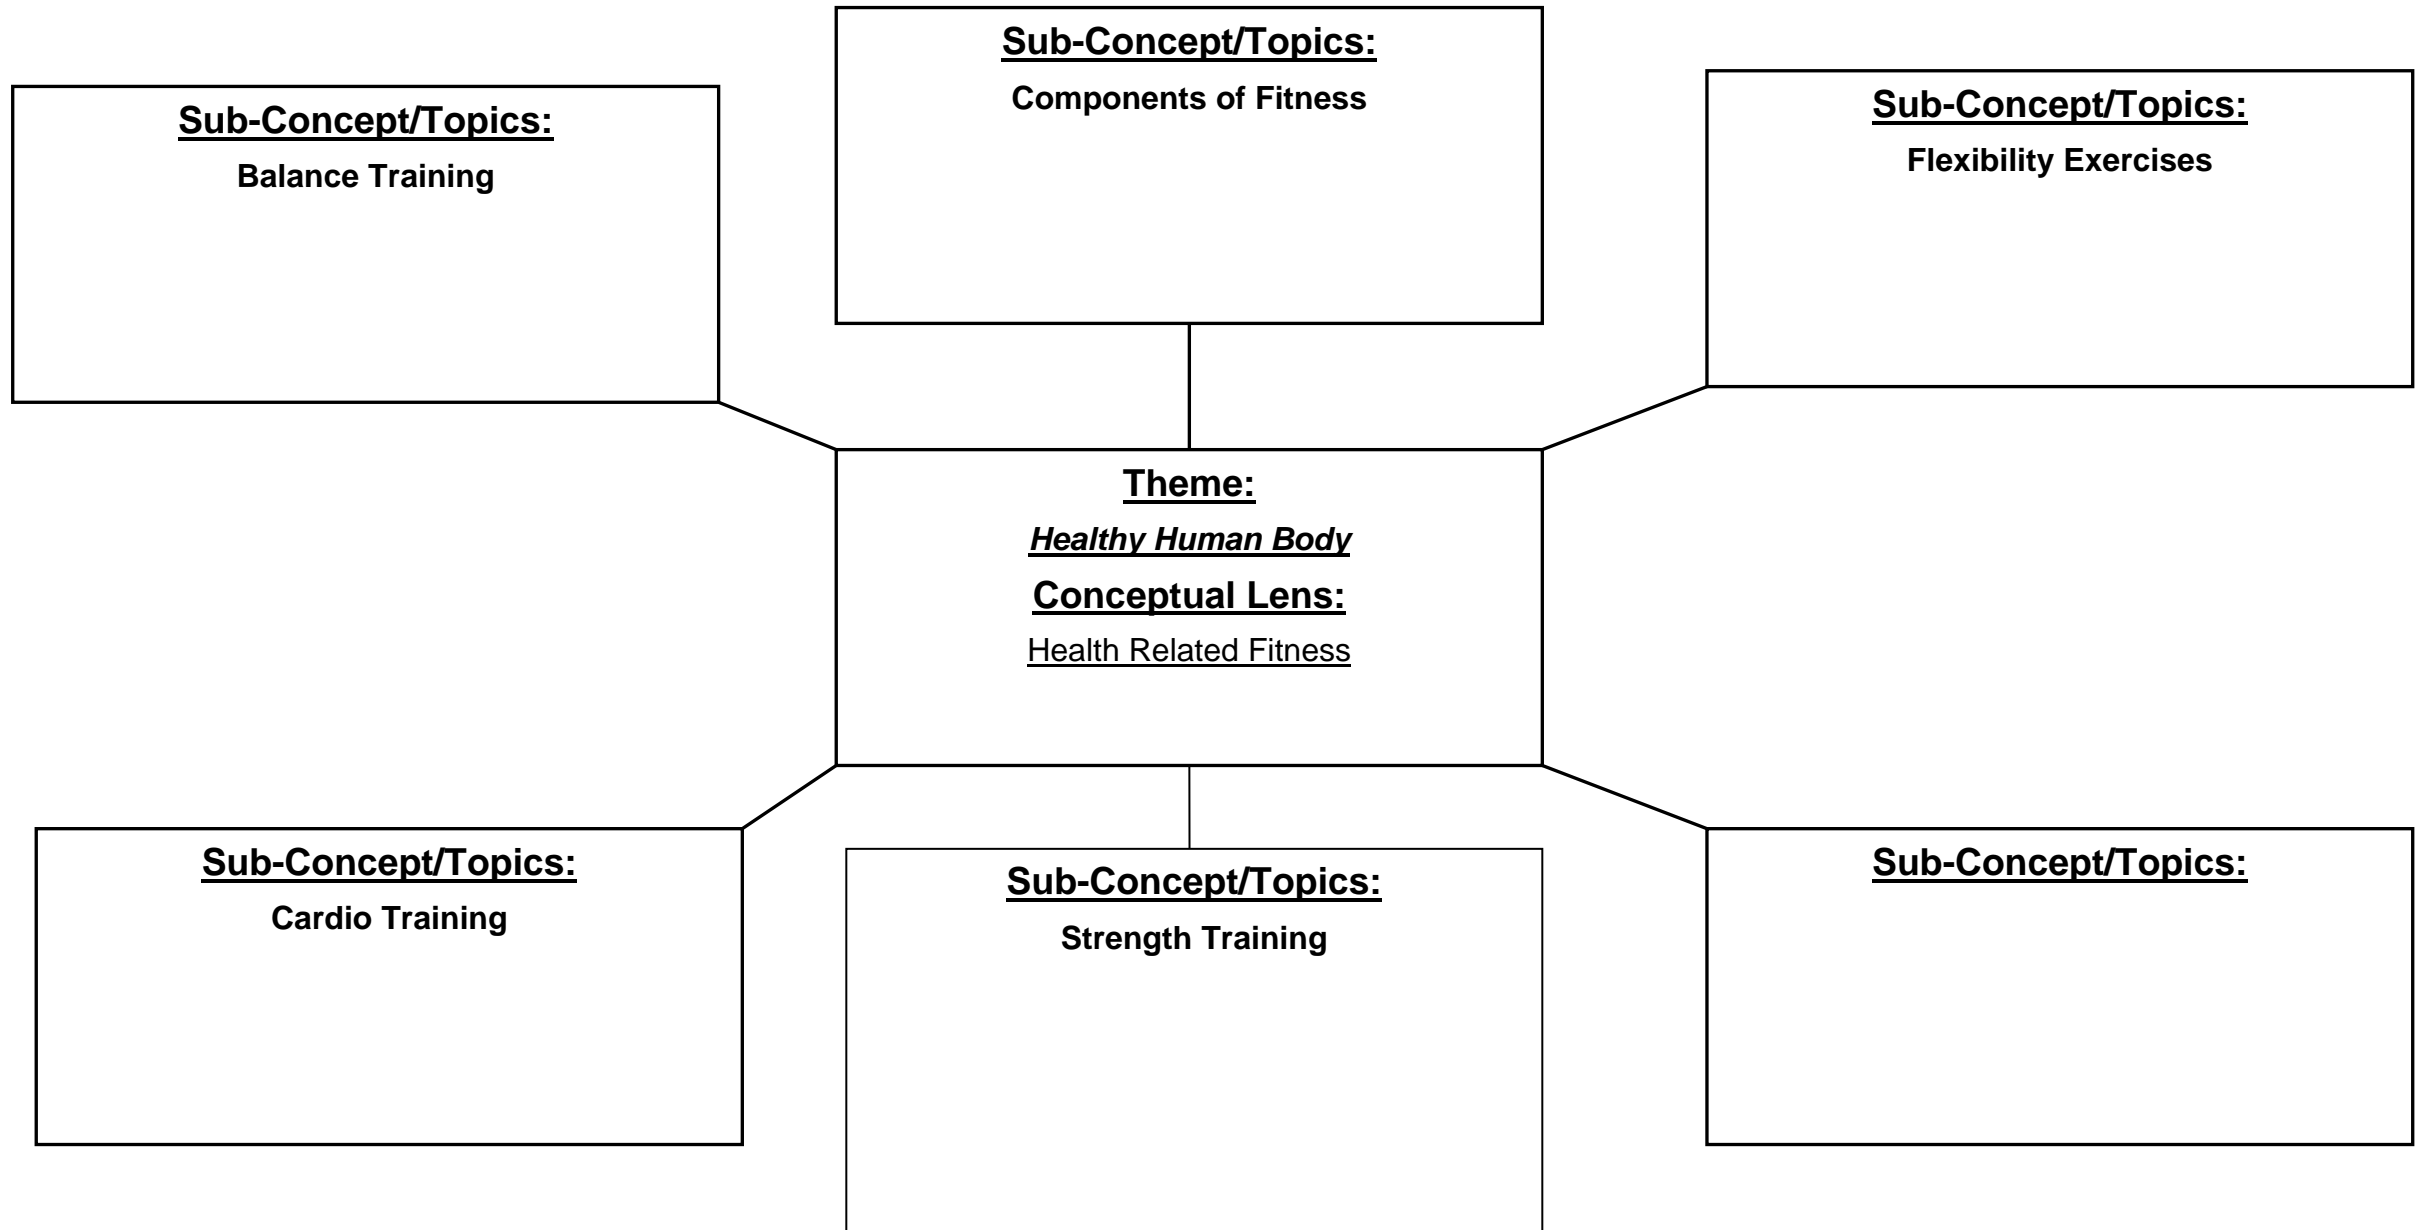 Sub-Concept/Topics:
Components of Fitness
Sub-Concept/Topics:
Balance Training
Sub-Concept/Topics:
Flexibility Exercises
Theme:
Healthy Human Body
Conceptual Lens:
Health Related Fitness
Sub-Concept/Topics:
Cardio Training
Sub-Concept/Topics:
Strength Training
Sub-Concept/Topics: